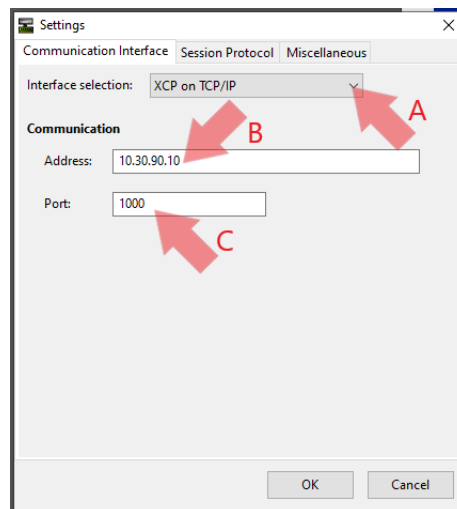 Settings
Communication Interface Session Protocol Miscellaneous
Interface selection: XCP on TCP/IP
A
Communication
B
Address: 10.30.90.10
Port: 1000
C
OK Cancel